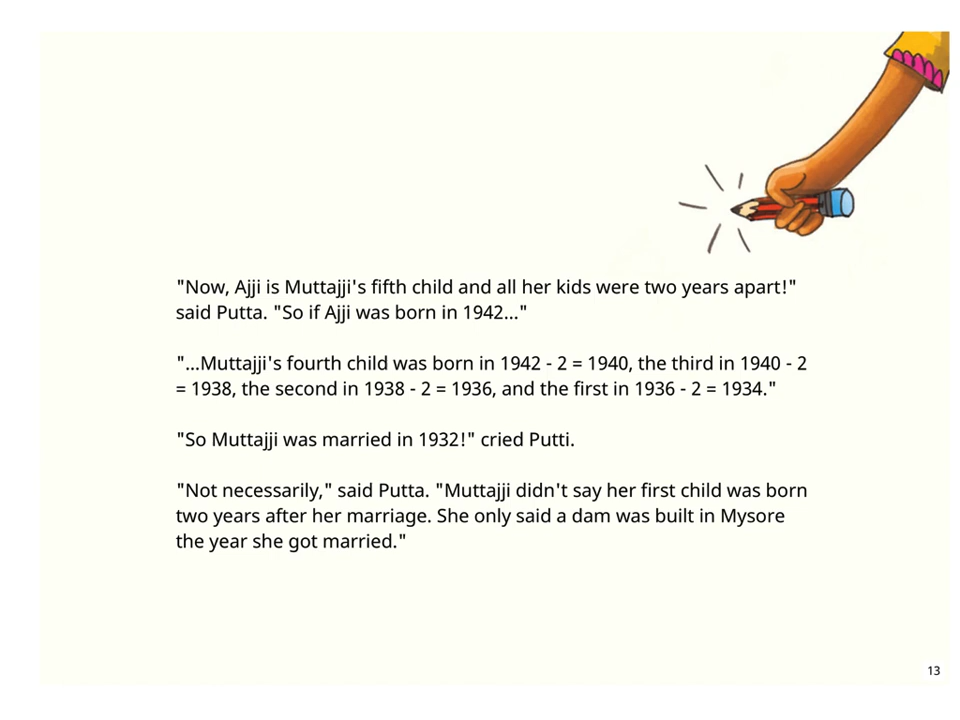 "Now, Ajji is Muttajji's fifth child and all her kids were two years apart!"
said Putta. "So if Ajji was born in 1942..."
"...Muttajji's fourth child was born in 1942 - 2 = 1940, the third in 1940 - 2
= 1938, the second in 1938 - 2 = 1936, and the first in 1936 - 2 = 1934."
"So Muttajji was married in 1932!" cried Putti.
"Not necessarily," said Putta. "Muttajji didn't say her first child was born
two years after her marriage. She only said a dam was built in Mysore
the year she got married."
13